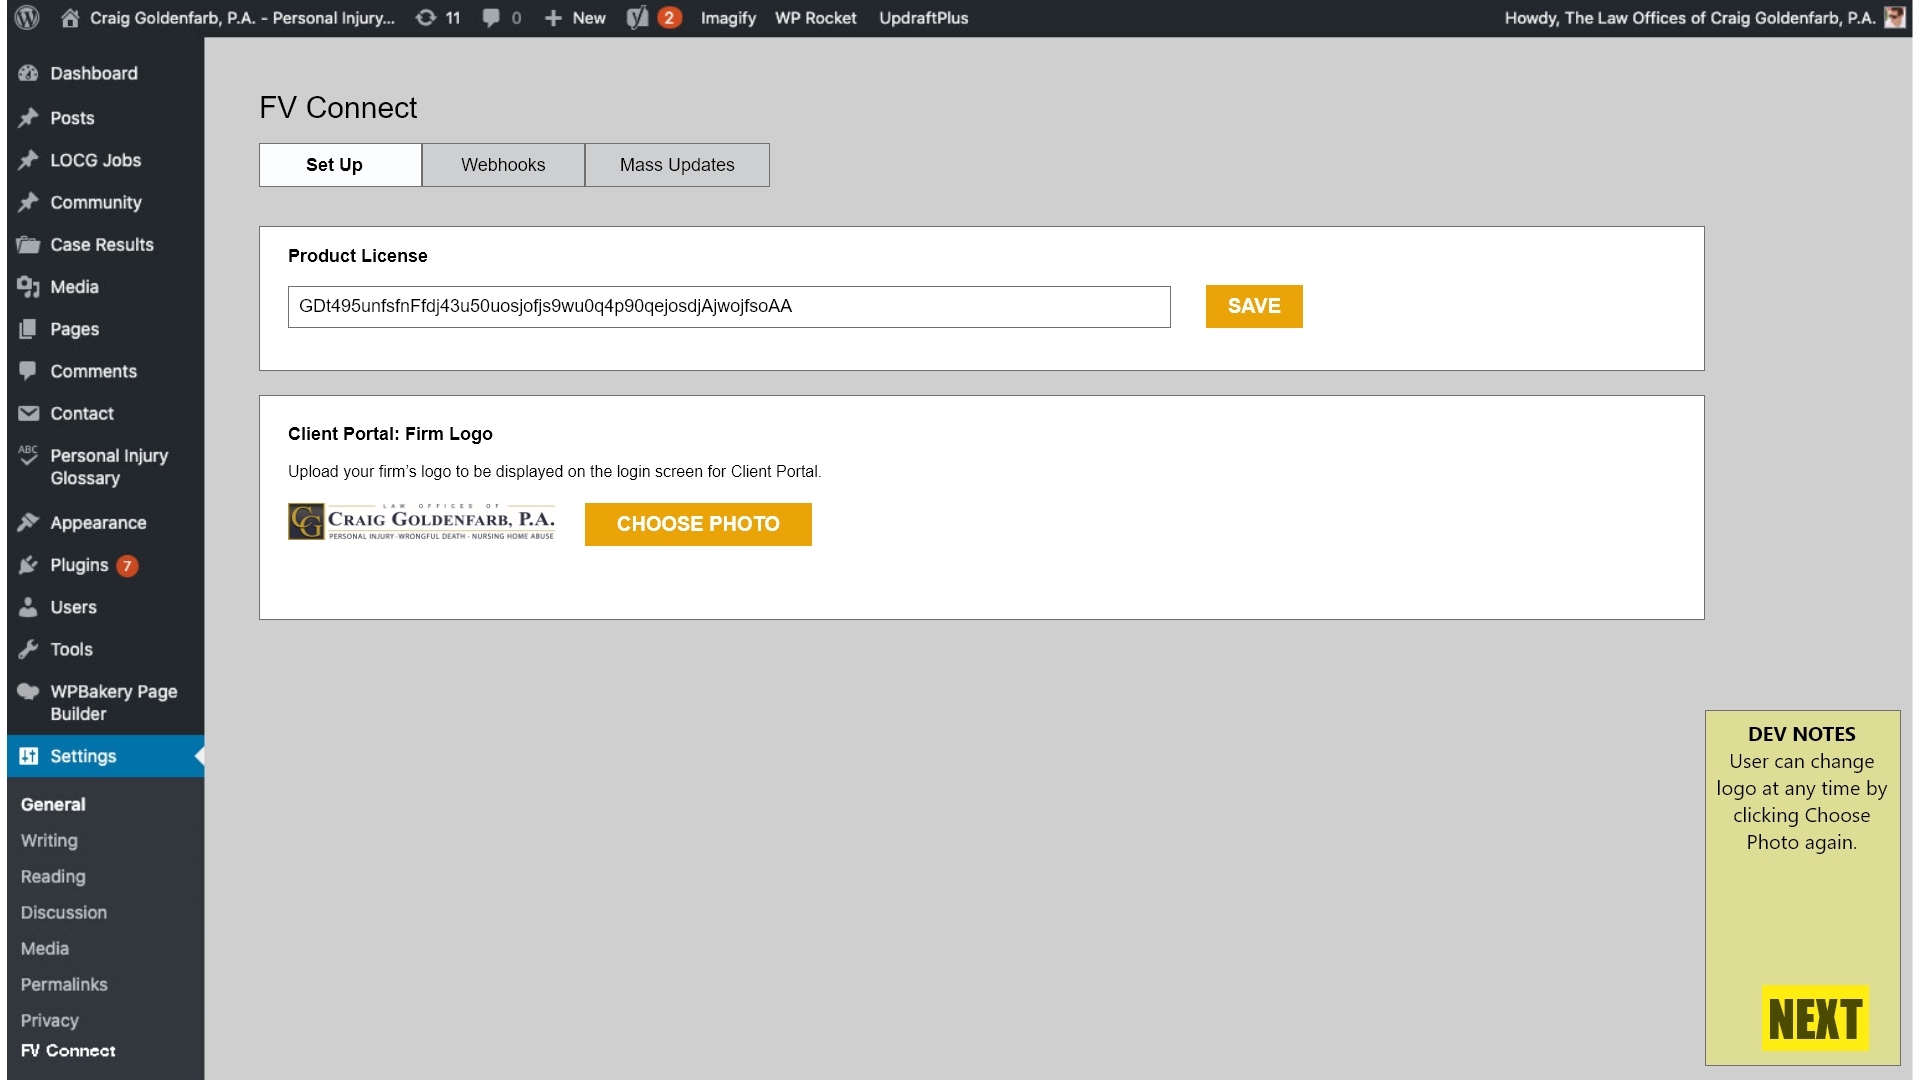 Craig Goldenfarb, P.A. - Personal Injury... 11 0 New 2 Imagify WP Rocket UpdraftPlus Howdy, The Law Offices of Craig Goldenfarb, P.A.
Dashboard
Posts
LOCG Jobs
Community
Case Results
Media
Pages
Comments
Contact
ABC
Personal Injury
Glossary
Appearance
Plugins 7
Users
Tools
WPBakery Page
Builder
Settings
General
Writing
Reading
Discussion
Media
Permalinks
Privacy
FV Connect
FV Connect
Set Up Webhooks Mass Updates
Product License
GDt495unfsfnFfdj43u50uosjofjs9wu0q4p90qejosdjAjwojfsoAA SAVE
Client Portal: Firm Logo
Upload your firm’s logo to be displayed on the login screen for Client Portal.
LAW OFFICES OF
CG CRAIG GOLDENFARB, P.A.
PERSONAL INJURY · WRONGFUL DEATH · NURSING HOME ABUSE
CHOOSE PHOTO
DEV NOTES
User can change
logo at any time by
clicking Choose
Photo again.
NEXT